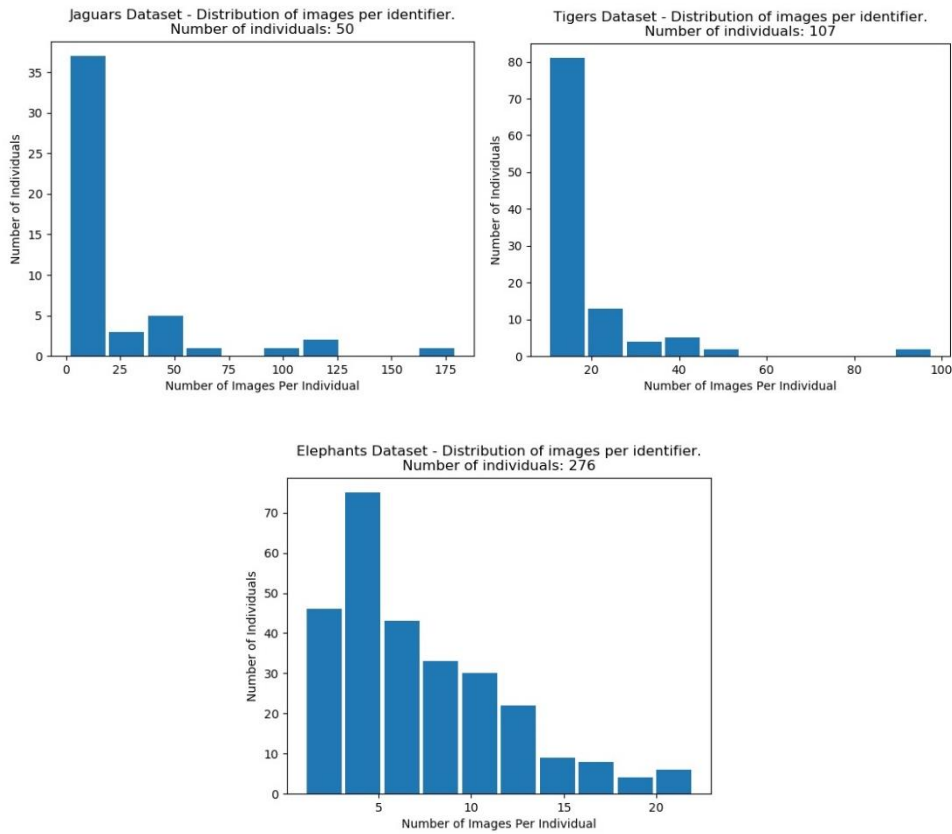 Jaguars Dataset - Distribution of images per identifier.
Number of individuals: 50
Number of Individuals
35
30
25
20
15
10
5
0
0 25 50 75 100 125 150 175
Number of Images Per Individual
Tigers Dataset - Distribution of images per identifier.
Number of individuals: 107
Number of Individuals
80
70
60
50
40
30
20
10
0
20 40 60 80 100
Number of Images Per Individual
Elephants Dataset - Distribution of images per identifier.
Number of individuals: 276
Number of Individuals
70
60
50
40
30
20
10
0
5 10 15 20
Number of Images Per Individual